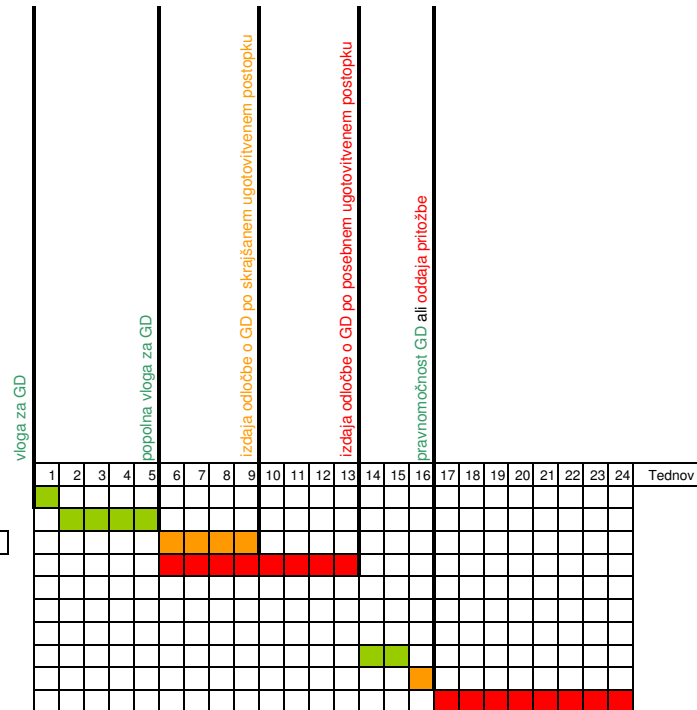 vloga za GD
popolna vloga za GD
izdaja odločbe o GD po skrajšanem ugotovitvenem postopku
izdaja odločbe o GD po posebnem ugotovitvenem postopku
pravnomočnost GD ali oddaja pritožbe
1 2 3 4 5 6 7 8 9 10 11 12 13 14 15 16 17 18 19 20 21 22 23 24 Tednov